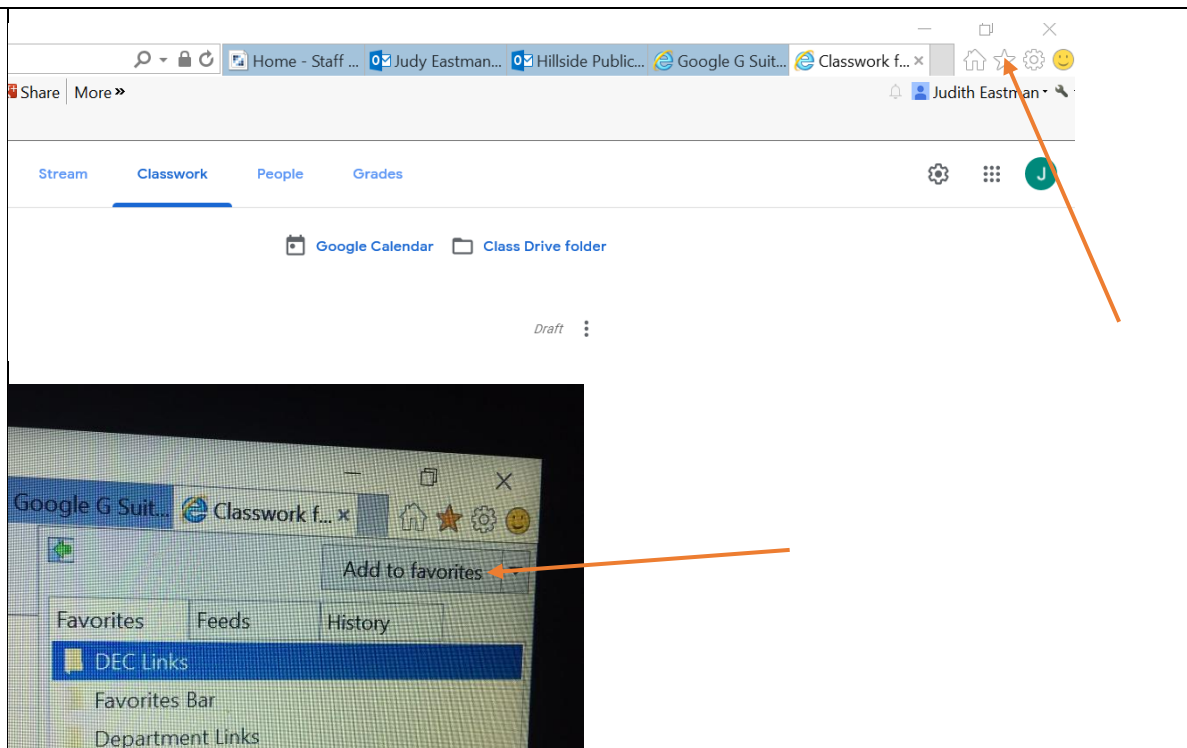 Home - Staff ... Judy Eastman... Hillside Public... Google G Suit... Classwork f... ×
Share More »
Judith Eastman
Stream Classwork People Grades
J
Google Calendar Class Drive folder
Draft
Google G Suit... Classwork f... ×
Add to favorites
Favorites Feeds History
DEC Links
Favorites Bar
Department Links